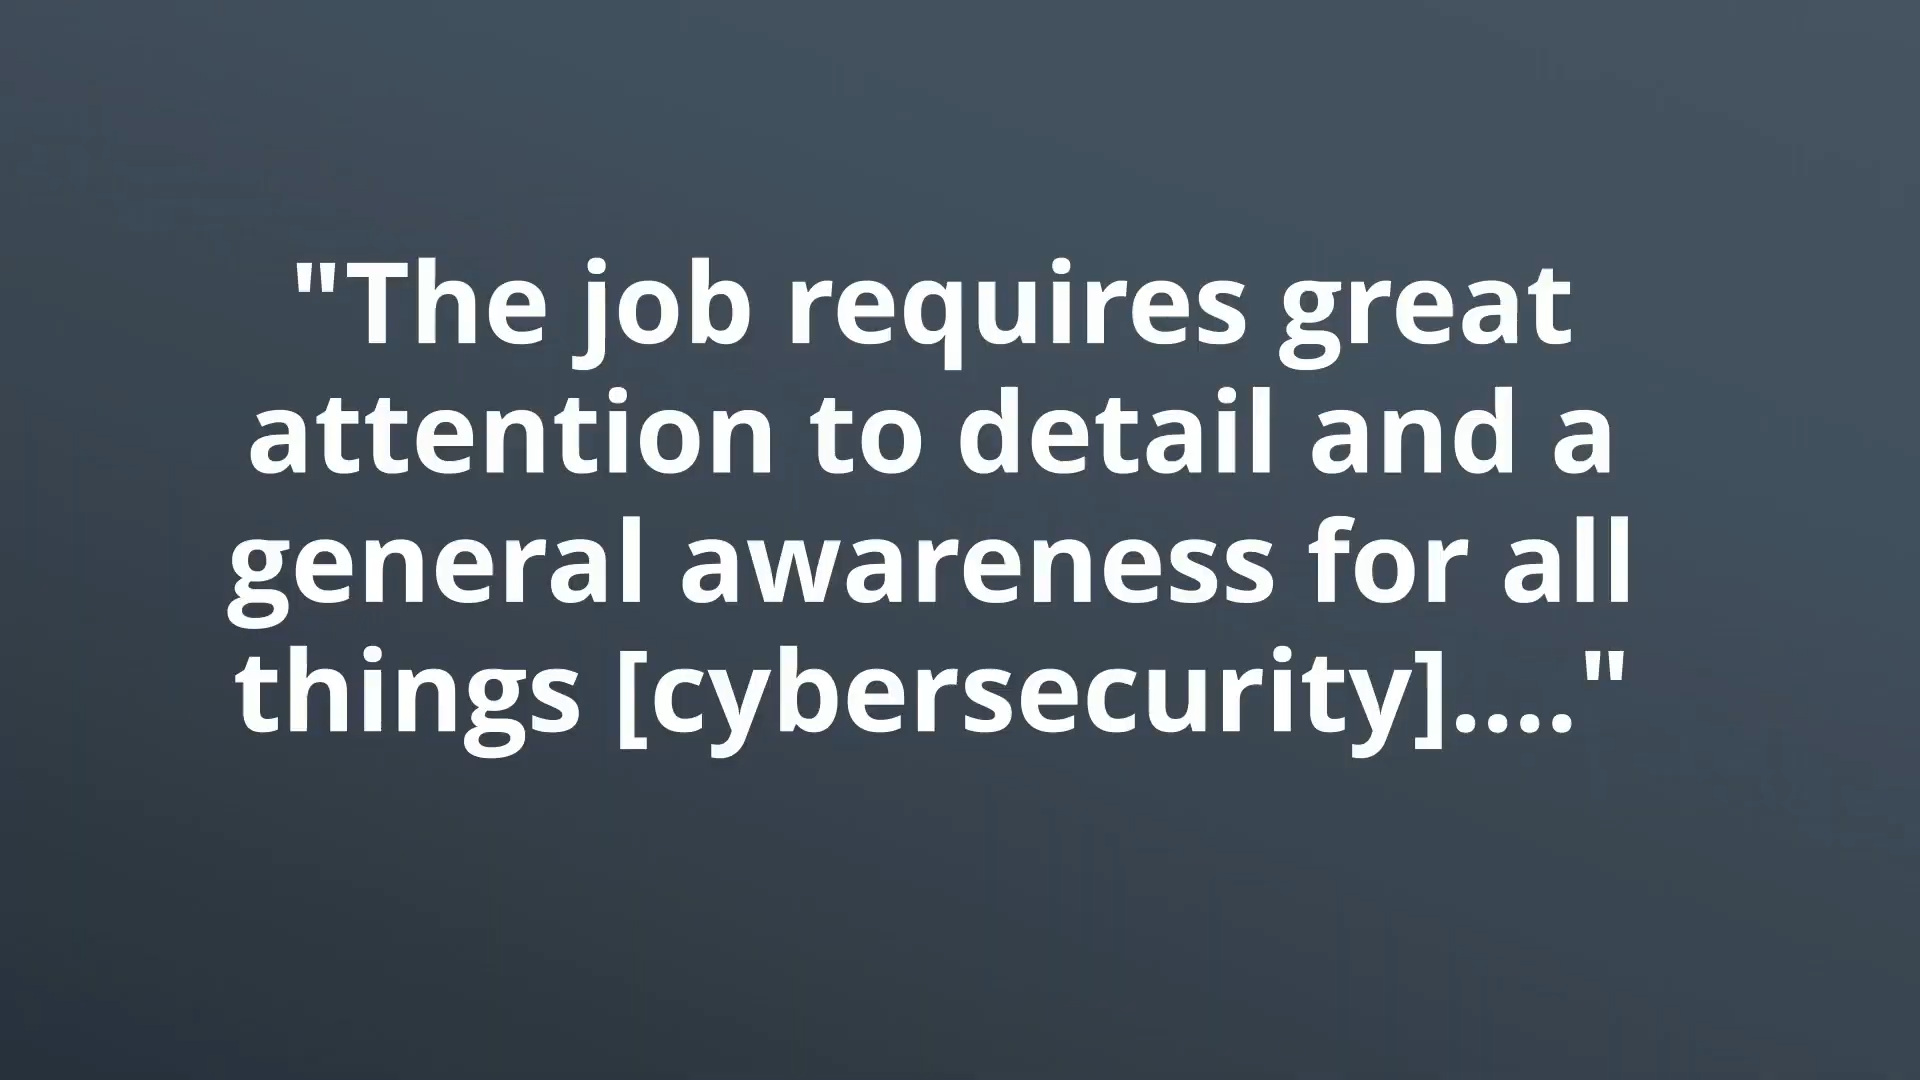 "The job requires great
attention to detail and a
general awareness for all
things [cybersecurity]...."